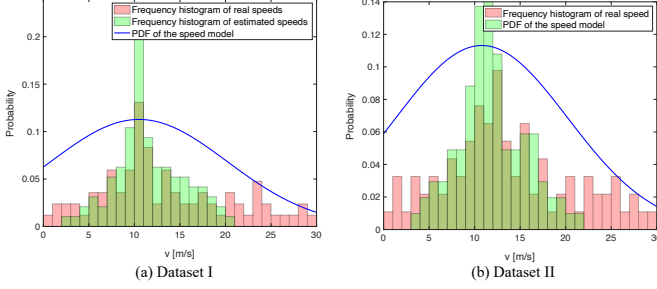 Frequency histogram of real speeds
Frequency histogram of estimated speeds
PDF of the speed model
0.2
0.15
0.1
0.05
0
Probability
0 5 10 15 20 25 30
v [m/s]
(a) Dataset I
Frequency histogram of real speed
PDF of the speed model
0.14
0.12
0.1
0.08
0.06
0.04
0.02
0
Probability
0 5 10 15 20 25 30
v [m/s]
(b) Dataset II